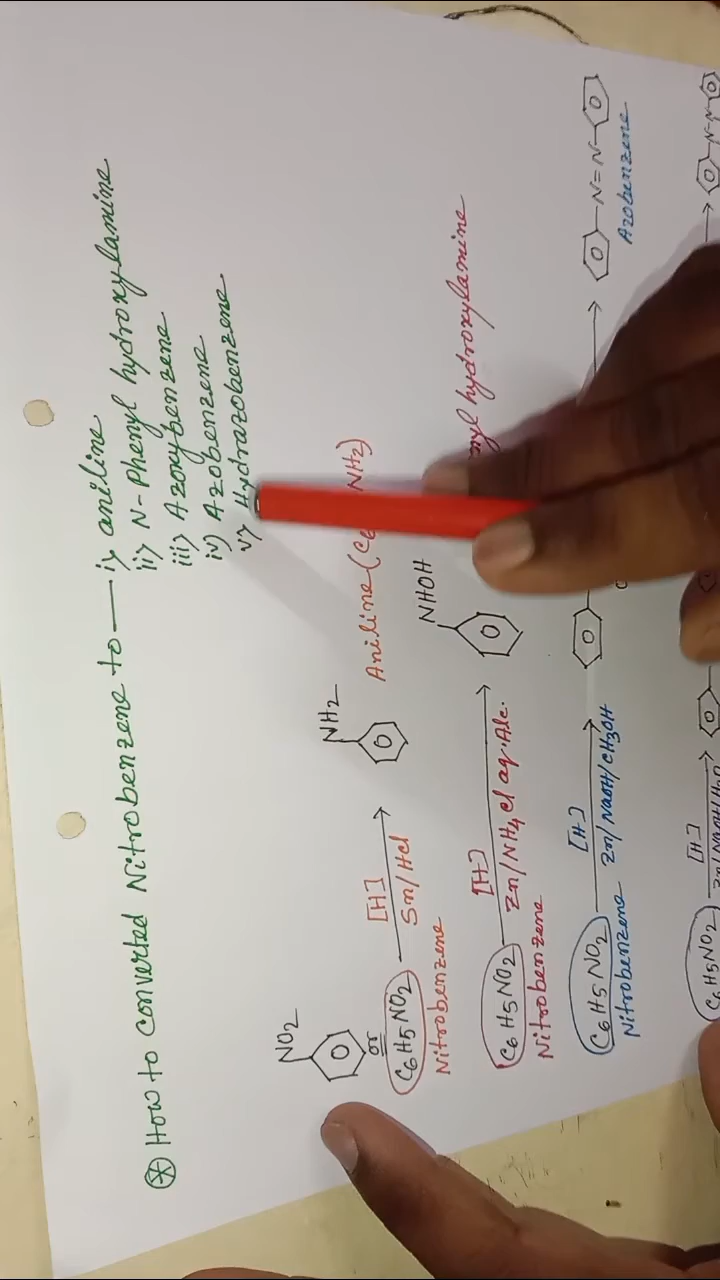 ⊛ How to converted Nitrobenzene to — i> aniline
ii> N-Phenyl hydroxylamine
iii> Azoxybenzene
iv) Azobenzene
v> Hydrazobenzene
NO2
or
C6H5NO2 [H] Sn/Hcl NH2 Aniline (C6 NH2)
Nitrobenzene
C6H5NO2 [H] Zn/NH4Cl aq.Alc. NHOH hydroxylamine
Nitrobenzene
C6H5NO2 [H] Zn/NaOH/CH3OH N=N
Nitrobenzene Azobenzene
C6H5NO2 [H] N-N